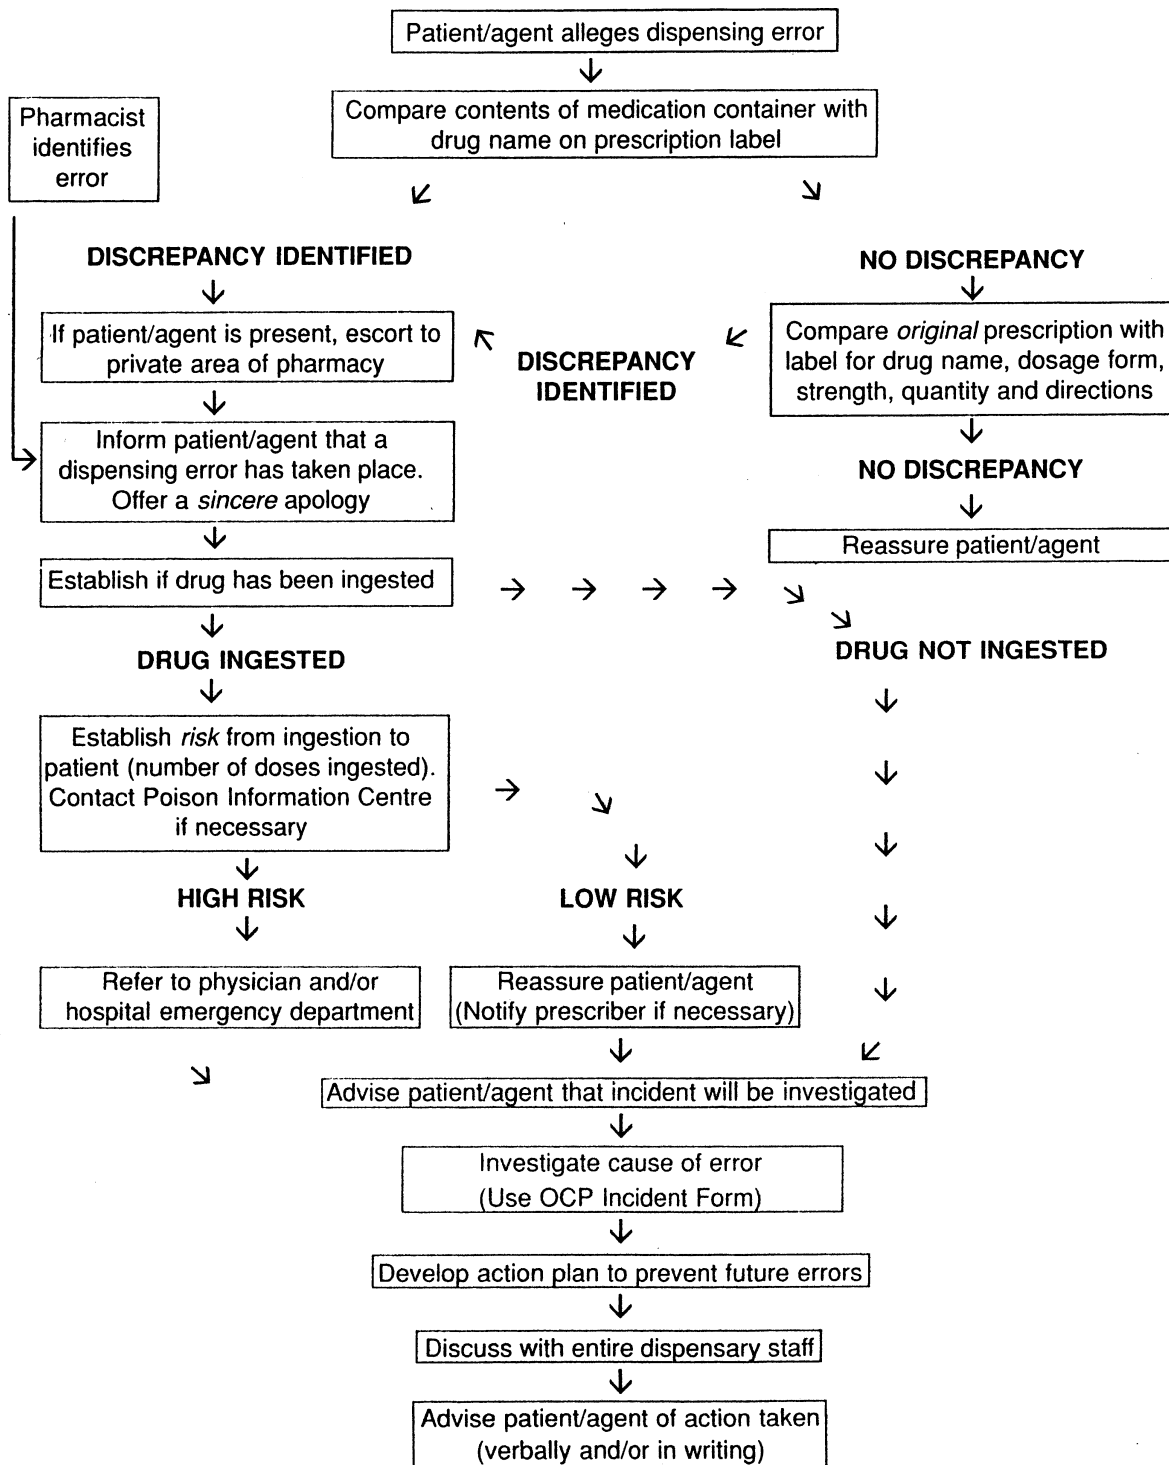 Patient/agent alleges dispensing error
Pharmacist
identifies
error
Compare contents of medication container with
drug name on prescription label
DISCREPANCY IDENTIFIED
NO DISCREPANCY
If patient/agent is present, escort to
private area of pharmacy
DISCREPANCY
IDENTIFIED
Compare original prescription with
label for drug name, dosage form,
strength, quantity and directions
Inform patient/agent that a
dispensing error has taken place.
Offer a sincere apology
NO DISCREPANCY
Reassure patient/agent
Establish if drug has been ingested
DRUG INGESTED
DRUG NOT INGESTED
Establish risk from ingestion to
patient (number of doses ingested).
Contact Poison Information Centre
if necessary
HIGH RISK
LOW RISK
Refer to physician and/or
hospital emergency department
Reassure patient/agent
(Notify prescriber if necessary)
Advise patient/agent that incident will be investigated
Investigate cause of error
(Use OCP Incident Form)
Develop action plan to prevent future errors
Discuss with entire dispensary staff
Advise patient/agent of action taken
(verbally and/or in writing)